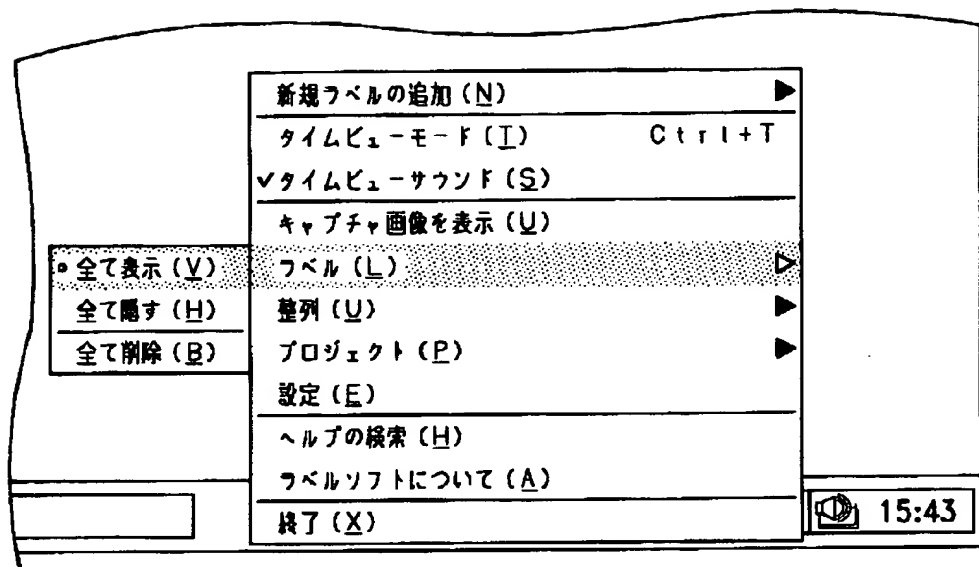 新規ラベルの追加(N)
タイムビューモード(T) Ctrl+T
✓タイムビューサウンド(S)
キャプチャ画像を表示(U)
ラベル(L)
整列(U)
プロジェクト(P)
設定(E)
ヘルプの検索(H)
ラベルソフトについて(A)
終了(X)
全て表示(V)
全て隠す(H)
全て削除(B)
15:43